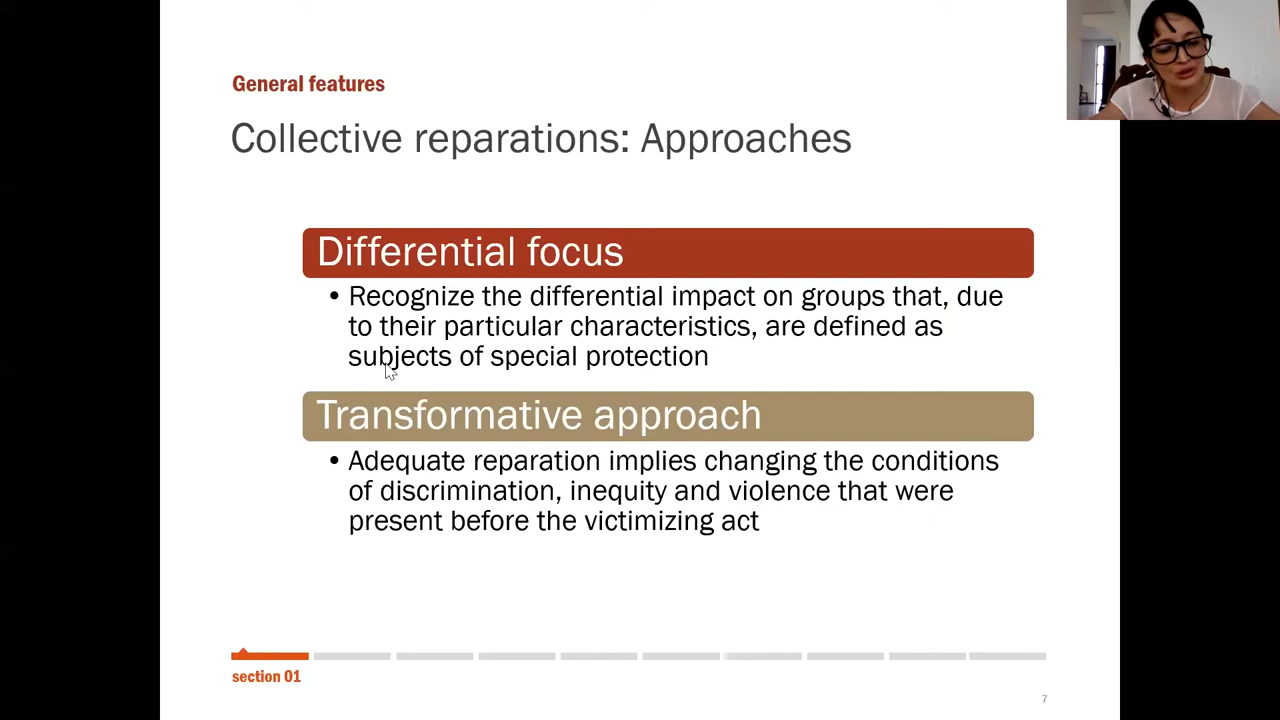 General features
Collective reparations: Approaches
Differential focus
• Recognize the differential impact on groups that, due
to their particular characteristics, are defined as
subjects of special protection
Transformative approach
• Adequate reparation implies changing the conditions
of discrimination, inequity and violence that were
present before the victimizing act
section 01
7